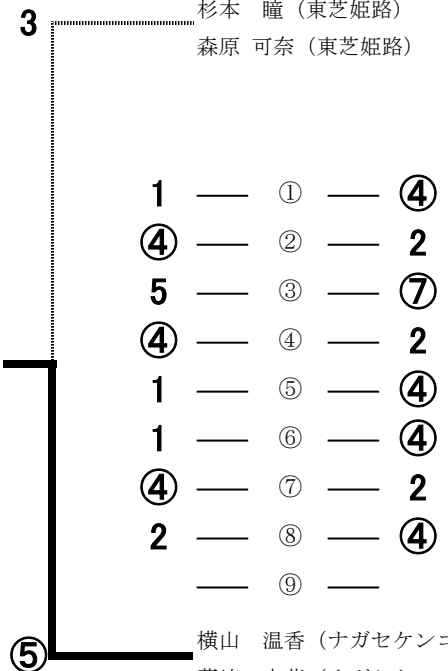 3
杉本 瞳（東芝姫路）
森原 可奈（東芝姫路）
1 ― ① ― ④
④ ― ② ― 2
5 ― ③ ― ⑦
④ ― ④ ― 2
1 ― ⑤ ― ④
1 ― ⑥ ― ④
④ ― ⑦ ― 2
2 ― ⑧ ― ④
― ⑨ ―
⑤
横山 温香（ナガセケンコ